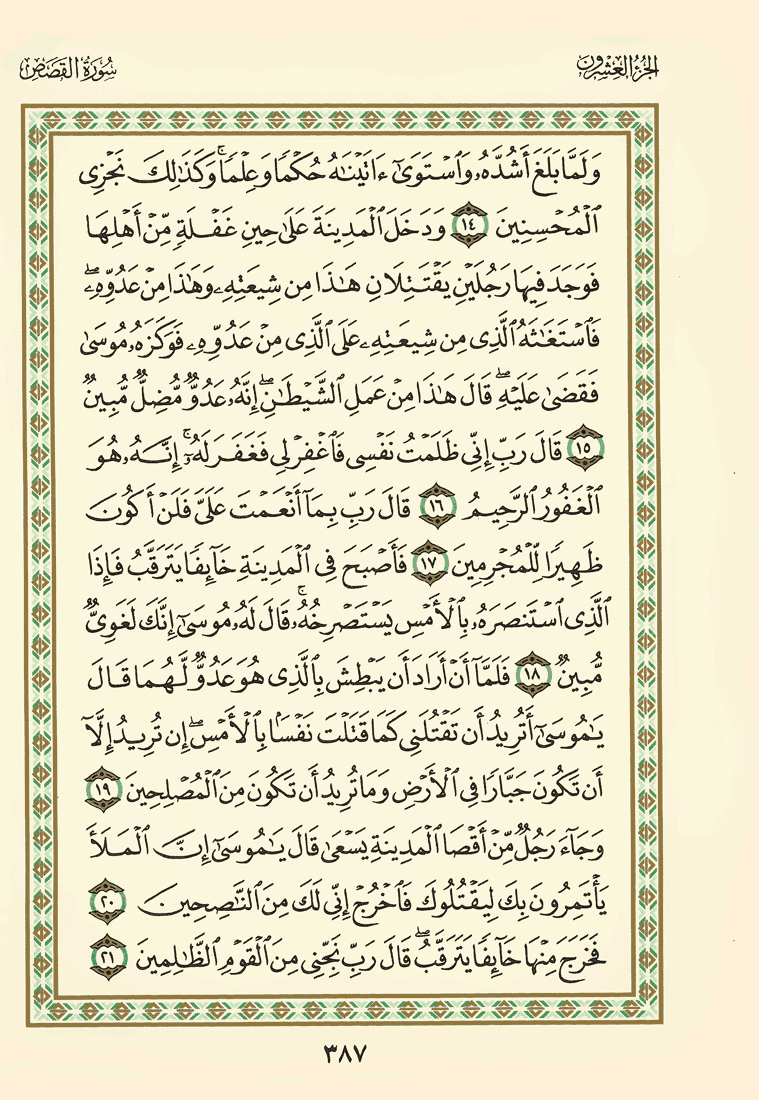 الجزء العشرون
سورة القصص
وَلَمَّا بَلَغَ أَشُدَّهُۥ وَٱسْتَوَىٰٓ ءَاتَيْنَٰهُ حُكْمًا وَعِلْمًاۚ وَكَذَٰلِكَ نَجْزِى
ٱلْمُحْسِنِينَ ١٤ وَدَخَلَ ٱلْمَدِينَةَ عَلَىٰ حِينِ غَفْلَةٍ مِّنْ أَهْلِهَا
فَوَجَدَ فِيهَا رَجُلَيْنِ يَقْتَتِلَانِ هَٰذَا مِن شِيعَتِهِۦ وَهَٰذَا مِنْ عَدُوِّهِۦۖ
فَٱسْتَغَٰثَهُ ٱلَّذِى مِن شِيعَتِهِۦ عَلَى ٱلَّذِى مِنْ عَدُوِّهِۦ فَوَكَزَهُۥ مُوسَىٰ
فَقَضَىٰ عَلَيْهِۖ قَالَ هَٰذَا مِنْ عَمَلِ ٱلشَّيْطَٰنِۖ إِنَّهُۥ عَدُوٌّ مُّضِلٌّ مُّبِينٌ
١٥ قَالَ رَبِّ إِنِّى ظَلَمْتُ نَفْسِى فَٱغْفِرْ لِى فَغَفَرَ لَهُۥٓۚ إِنَّهُۥ هُوَ
ٱلْغَفُورُ ٱلرَّحِيمُ ١٦ قَالَ رَبِّ بِمَآ أَنْعَمْتَ عَلَىَّ فَلَنْ أَكُونَ
ظَهِيرًا لِّلْمُجْرِمِينَ ١٧ فَأَصْبَحَ فِى ٱلْمَدِينَةِ خَآئِفًا يَتَرَقَّبُ فَإِذَا
ٱلَّذِى ٱسْتَنصَرَهُۥ بِٱلْأَمْسِ يَسْتَصْرِخُهُۥۚ قَالَ لَهُۥ مُوسَىٰٓ إِنَّكَ لَغَوِىٌّ
مُّبِينٌ ١٨ فَلَمَّآ أَنْ أَرَادَ أَن يَبْطِشَ بِٱلَّذِى هُوَ عَدُوٌّ لَّهُمَا قَالَ
يَٰمُوسَىٰٓ أَتُرِيدُ أَن تَقْتُلَنِى كَمَا قَتَلْتَ نَفْسًۢا بِٱلْأَمْسِۖ إِن تُرِيدُ إِلَّآ
أَن تَكُونَ جَبَّارًا فِى ٱلْأَرْضِ وَمَا تُرِيدُ أَن تَكُونَ مِنَ ٱلْمُصْلِحِينَ ١٩
وَجَآءَ رَجُلٌ مِّنْ أَقْصَا ٱلْمَدِينَةِ يَسْعَىٰ قَالَ يَٰمُوسَىٰٓ إِنَّ ٱلْمَلَأَ
يَأْتَمِرُونَ بِكَ لِيَقْتُلُوكَ فَٱخْرُجْ إِنِّى لَكَ مِنَ ٱلنَّٰصِحِينَ ٢٠
فَخَرَجَ مِنْهَا خَآئِفًا يَتَرَقَّبُۖ قَالَ رَبِّ نَجِّنِى مِنَ ٱلْقَوْمِ ٱلظَّٰلِمِينَ ٢١
٣٨٧